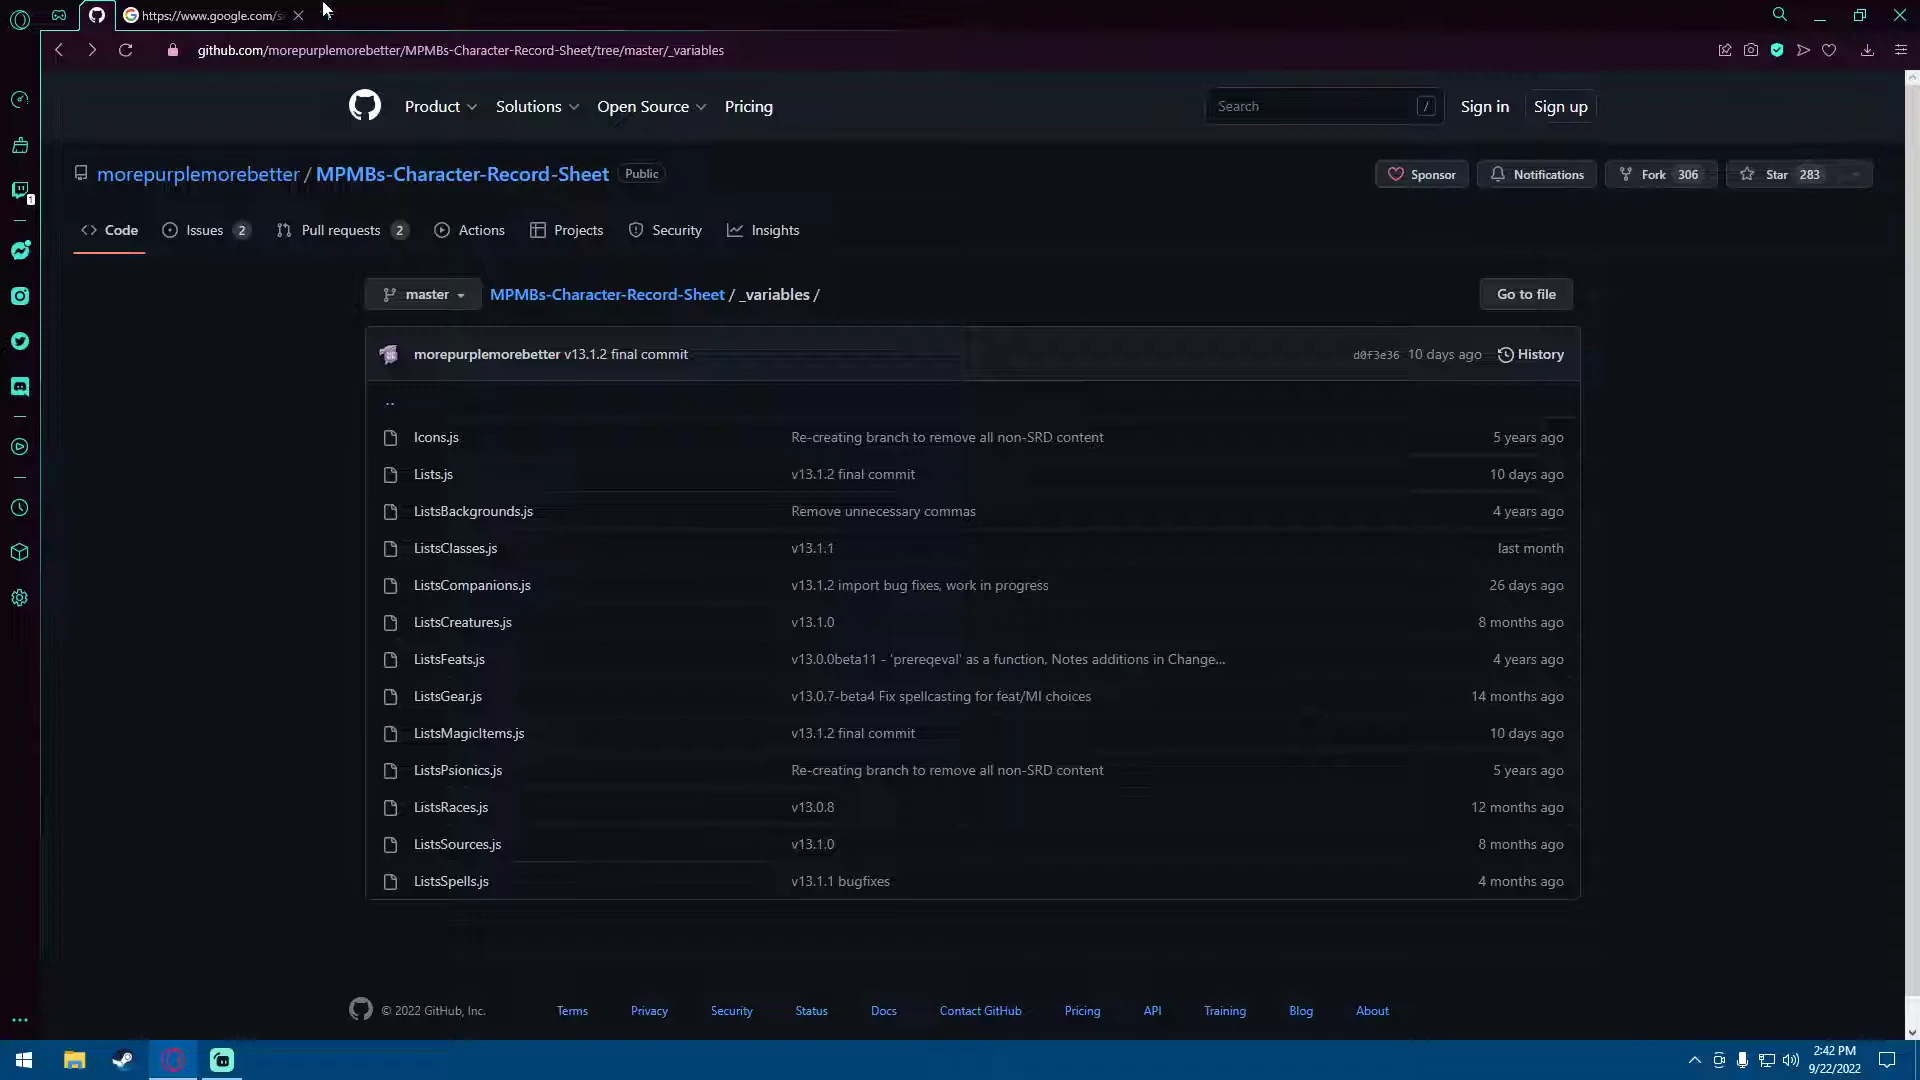 https://www.google.com/s
github.com/morepurplemorebetter/MPMBs-Character-Record-Sheet/tree/master/_variables
Product Solutions Open Source Pricing Search / Sign in Sign up
morepurplemorebetter / MPMBs-Character-Record-Sheet Public Sponsor Notifications Fork 306 Star 283
1
Code Issues 2 Pull requests 2 Actions Projects Security Insights
master MPMBs-Character-Record-Sheet / _variables / Go to file
morepurplemorebetter v13.1.2 final commit d0f3e36 10 days ago History
..
Icons.js Re-creating branch to remove all non-SRD content 5 years ago
Lists.js v13.1.2 final commit 10 days ago
ListsBackgrounds.js Remove unnecessary commas 4 years ago
ListsClasses.js v13.1.1 last month
ListsCompanions.js v13.1.2 import bug fixes, work in progress 26 days ago
ListsCreatures.js v13.1.0 8 months ago
ListsFeats.js v13.0.0beta11 - 'prereqeval' as a function, Notes additions in Change... 4 years ago
ListsGear.js v13.0.7-beta4 Fix spellcasting for feat/MI choices 14 months ago
ListsMagicItems.js v13.1.2 final commit 10 days ago
ListsPsionics.js Re-creating branch to remove all non-SRD content 5 years ago
ListsRaces.js v13.0.8 12 months ago
ListsSources.js v13.1.0 8 months ago
ListsSpells.js v13.1.1 bugfixes 4 months ago
© 2022 GitHub, Inc. Terms Privacy Security Status Docs Contact GitHub Pricing API Training Blog About
2:42 PM
9/22/2022